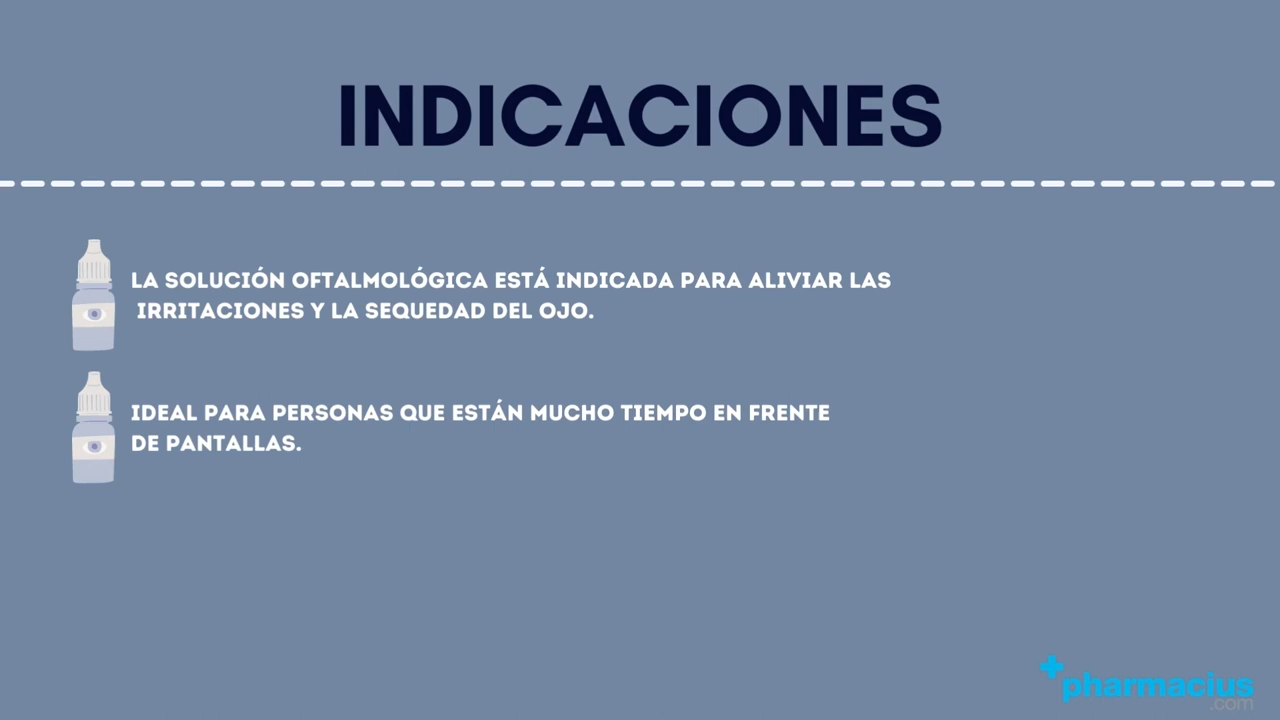 INDICACIONES
LA SOLUCIÓN OFTALMOLÓGICA ESTÁ INDICADA PARA ALIVIAR LAS
IRRITACIONES Y LA SEQUEDAD DEL OJO.
IDEAL PARA PERSONAS QUE ESTÁN MUCHO TIEMPO EN FRENTE
DE PANTALLAS.
pharmacius
.com